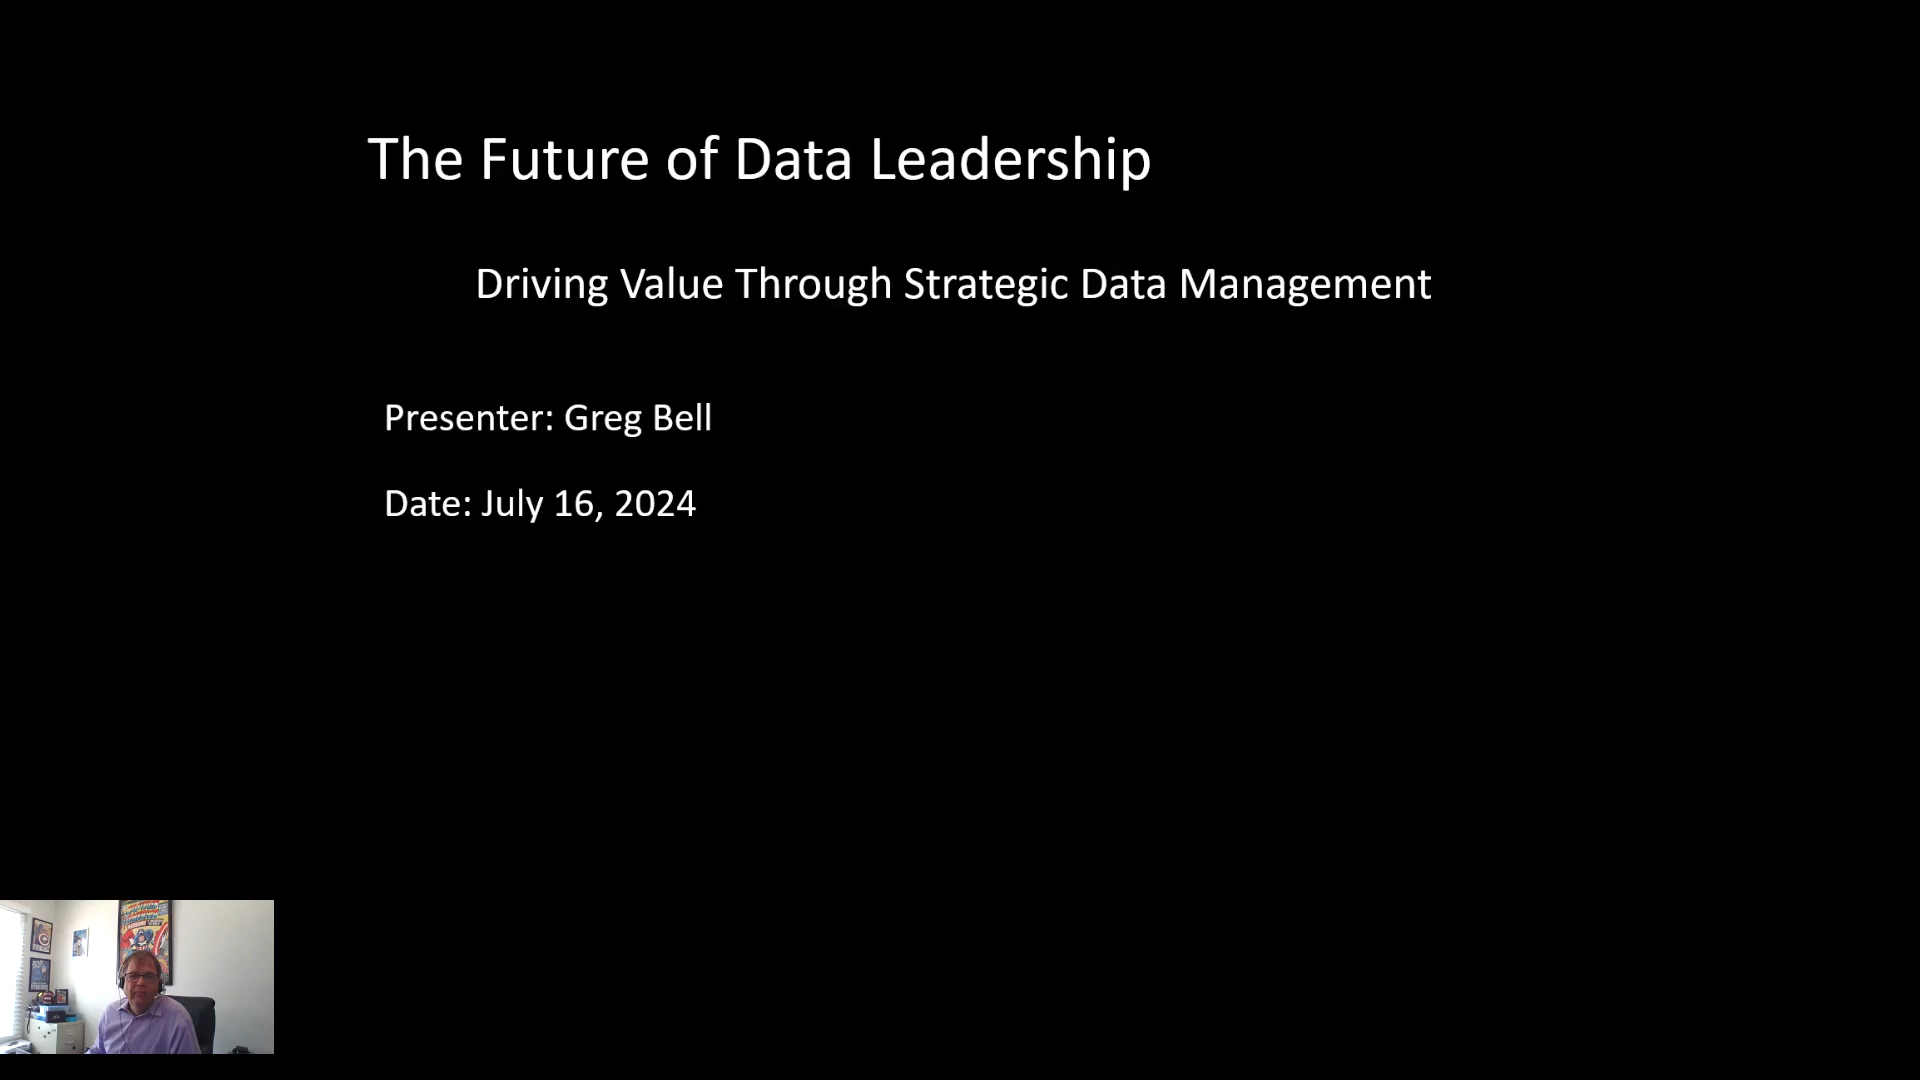 The Future of Data Leadership
Driving Value Through Strategic Data Management
Presenter: Greg Bell
Date: July 16, 2024